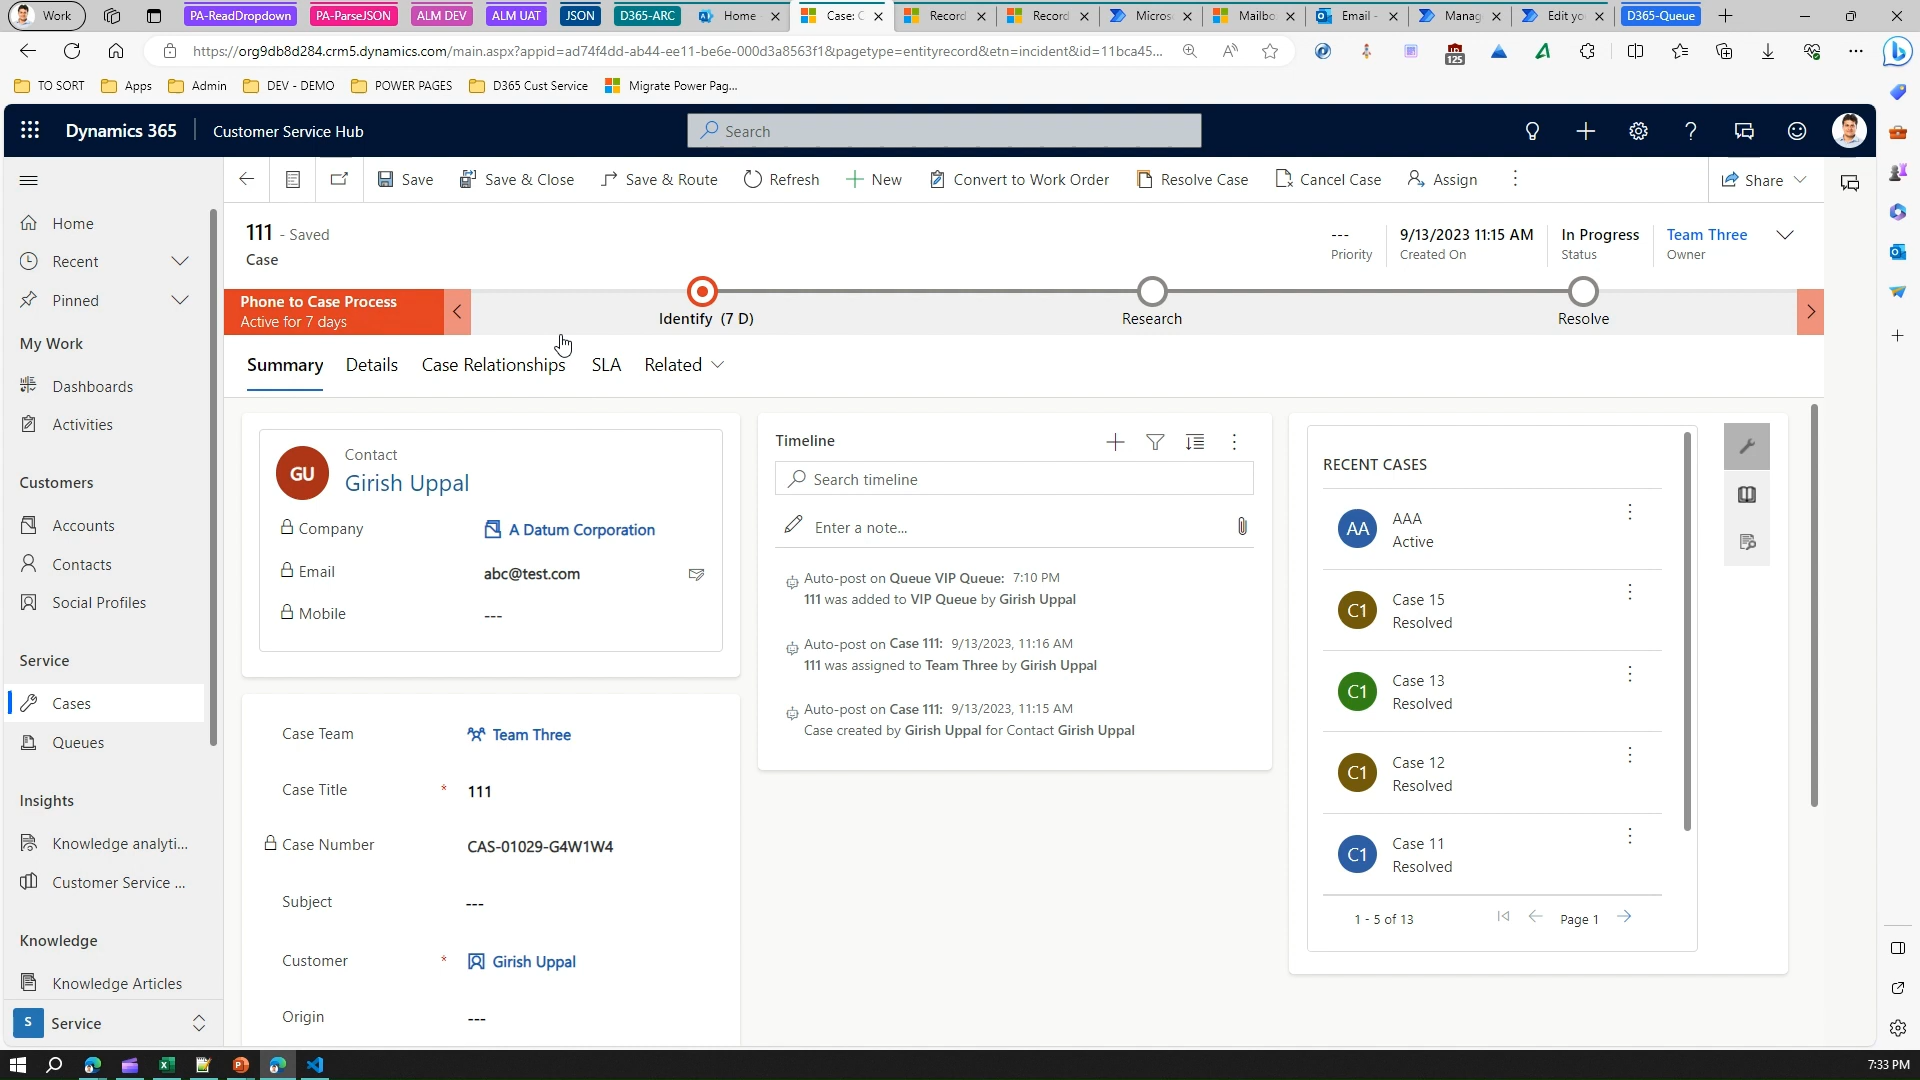 Work
PA-ReadDropdown
PA-ParseJSON
ALM DEV
ALM UAT
JSON
D365-ARC
Home -
Case: C
Record
Record
Micros
Mailbo
Email -
Manag
Edit yo
D365-Queue
https://org9db8d284.crm5.dynamics.com/main.aspx?appid=ad74f4dd-ab44-ee11-be6e-000d3a8563f1&pagetype=entityrecord&etn=incident&id=11bca45...
125
TO SORT
Apps
Admin
DEV - DEMO
POWER PAGES
D365 Cust Service
Migrate Power Pag...
Dynamics 365
Customer Service Hub
Search
Save
Save & Close
Save & Route
Refresh
New
Convert to Work Order
Resolve Case
Cancel Case
Assign
Share
Home
Recent
Pinned
My Work
Dashboards
Activities
Customers
Accounts
Contacts
Social Profiles
Service
Cases
Queues
Insights
Knowledge analyti...
Customer Service ...
Knowledge
Knowledge Articles
S
Service
111 - Saved
Case
---
Priority
9/13/2023 11:15 AM
Created On
In Progress
Status
Team Three
Owner
Phone to Case Process
Active for 7 days
Identify (7 D)
Research
Resolve
Summary
Details
Case Relationships
SLA
Related
GU
Contact
Girish Uppal
Company
A Datum Corporation
Email
abc@test.com
Mobile
---
Case Team
Team Three
Case Title
* 111
Case Number
CAS-01029-G4W1W4
Subject
---
Customer
* Girish Uppal
Origin
---
Timeline
Search timeline
Enter a note...
Auto-post on Queue VIP Queue: 7:10 PM
111 was added to VIP Queue by Girish Uppal
Auto-post on Case 111: 9/13/2023, 11:16 AM
111 was assigned to Team Three by Girish Uppal
Auto-post on Case 111: 9/13/2023, 11:15 AM
Case created by Girish Uppal for Contact Girish Uppal
RECENT CASES
AA
AAA
Active
C1
Case 15
Resolved
C1
Case 13
Resolved
C1
Case 12
Resolved
C1
Case 11
Resolved
1 - 5 of 13
Page 1
7:33 PM